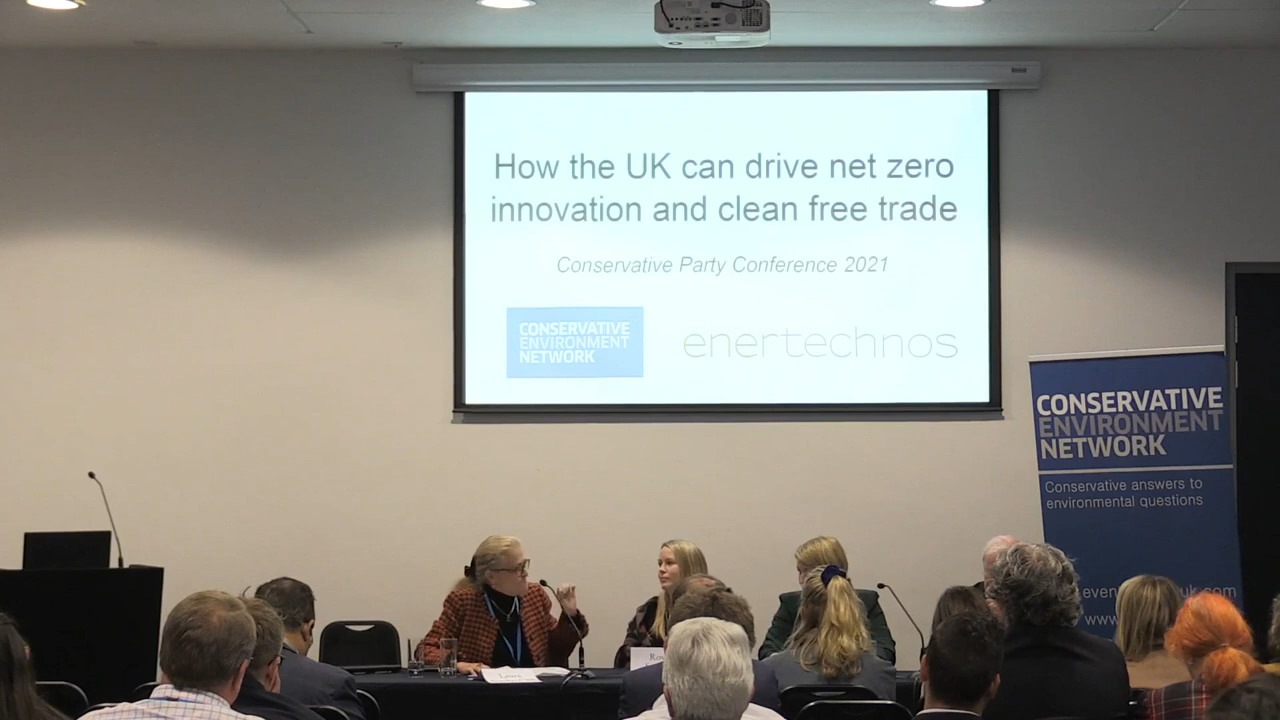 How the UK can drive net zero
innovation and clean free trade
Conservative Party Conference 2021
CONSERVATIVE
ENVIRONMENT
NETWORK
enertechnos
CONSERVATIVE
ENVIRONMENT
NETWORK
Conservative answers to
environmental questions